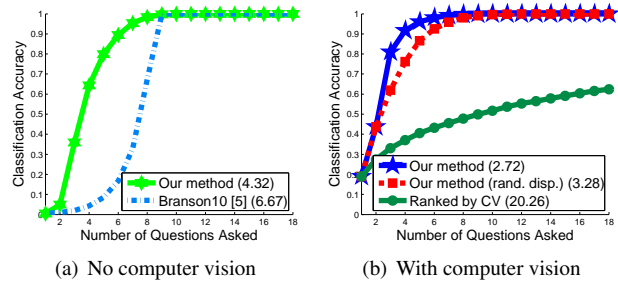 1
0.9
0.8
0.7
0.6
0.5
0.4
0.3
0.2
0.1
0
Classification Accuracy
2 4 6 8 10 12 14 16 18
Number of Questions Asked
Our method (4.32)
Branson10 [5] (6.67)
(a) No computer vision
1
0.9
0.8
0.7
0.6
0.5
0.4
0.3
0.2
0.1
0
Classification Accuracy
2 4 6 8 10 12 14 16 18
Number of Questions Asked
Our method (2.72)
Our method (rand. disp.) (3.28)
Ranked by CV (20.26)
(b) With computer vision